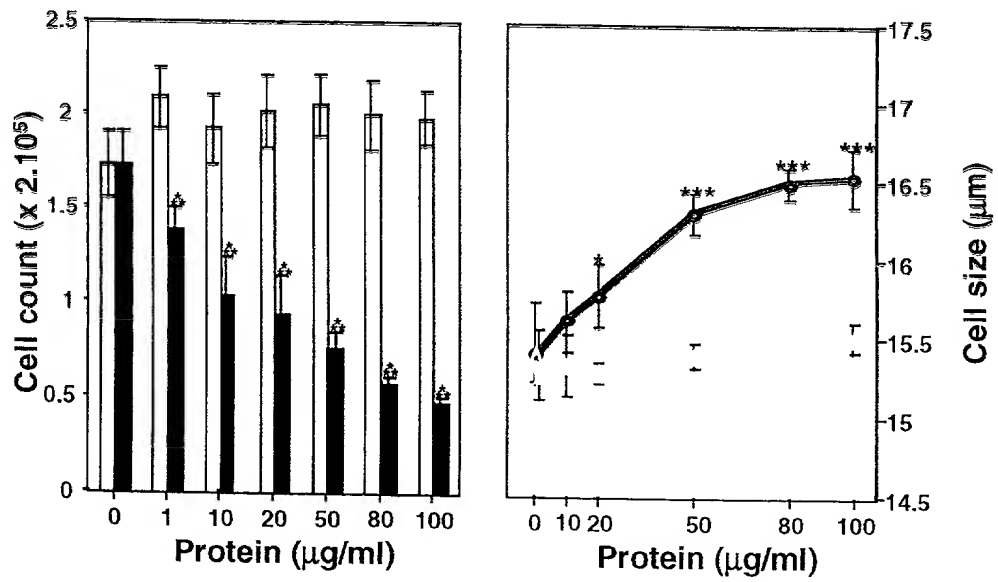 2.5
2
1.5
1
0.5
0
Cell count (x 2.10⁵)
0 1 10 20 50 80 100
Protein (µg/ml)
* *** *** ***
17.5
17
16.5
16
15.5
15
14.5
Cell size (µm)
0 10 20 50 80 100
Protein (µg/ml)